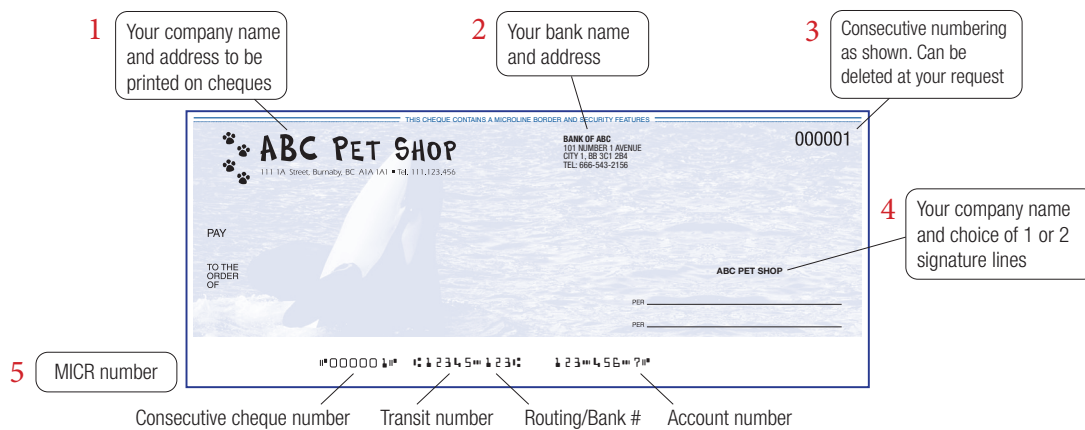 1
Your company name
and address to be
printed on cheques
2
Your bank name
and address
3
Consecutive numbering
as shown. Can be
deleted at your request
THIS CHEQUE CONTAINS A MICROLINE BORDER AND SECURITY FEATURES
ABC PET SHOP
111 1A Street, Burnaby, BC A1A 1A1 ▪ Tel. 111.123.456
BANK OF ABC
101 NUMBER 1 AVENUE
CITY 1, BB 3C1 2B4
TEL: 666-543-2156
000001
4
Your company name
and choice of 1 or 2
signature lines
PAY
TO THE
ORDER
OF
ABC PET SHOP
PER
PER
5
MICR number
⑈000001⑈ ⑆12345⑉123⑆ 123⑉456⑉7⑈
Consecutive cheque number Transit number Routing/Bank # Account number